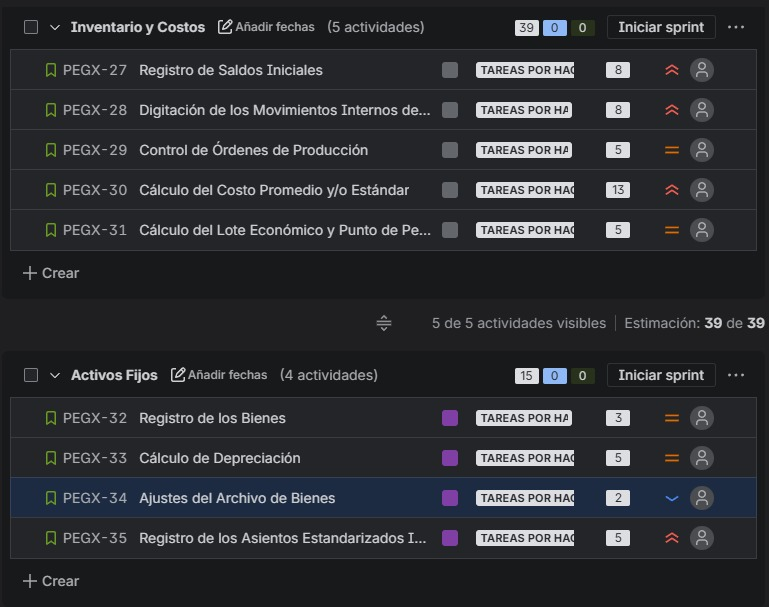 Inventario y Costos Añadir fechas (5 actividades) 39 0 0 Iniciar sprint
PEGX-27 Registro de Saldos Iniciales TAREAS POR HAC 8
PEGX-28 Digitación de los Movimientos Internos de... TAREAS POR HA 8
PEGX-29 Control de Órdenes de Producción TAREAS POR HA 5
PEGX-30 Cálculo del Costo Promedio y/o Estándar TAREAS POR HAC 13
PEGX-31 Cálculo del Lote Económico y Punto de Pe... TAREAS POR HAC 5
Crear
5 de 5 actividades visibles Estimación: 39 de 39
Activos Fijos Añadir fechas (4 actividades) 15 0 0 Iniciar sprint
PEGX-32 Registro de los Bienes TAREAS POR HA 3
PEGX-33 Cálculo de Depreciación TAREAS POR HAC 5
PEGX-34 Ajustes del Archivo de Bienes TAREAS POR HAC 2
PEGX-35 Registro de los Asientos Estandarizados I... TAREAS POR HAC 5
Crear